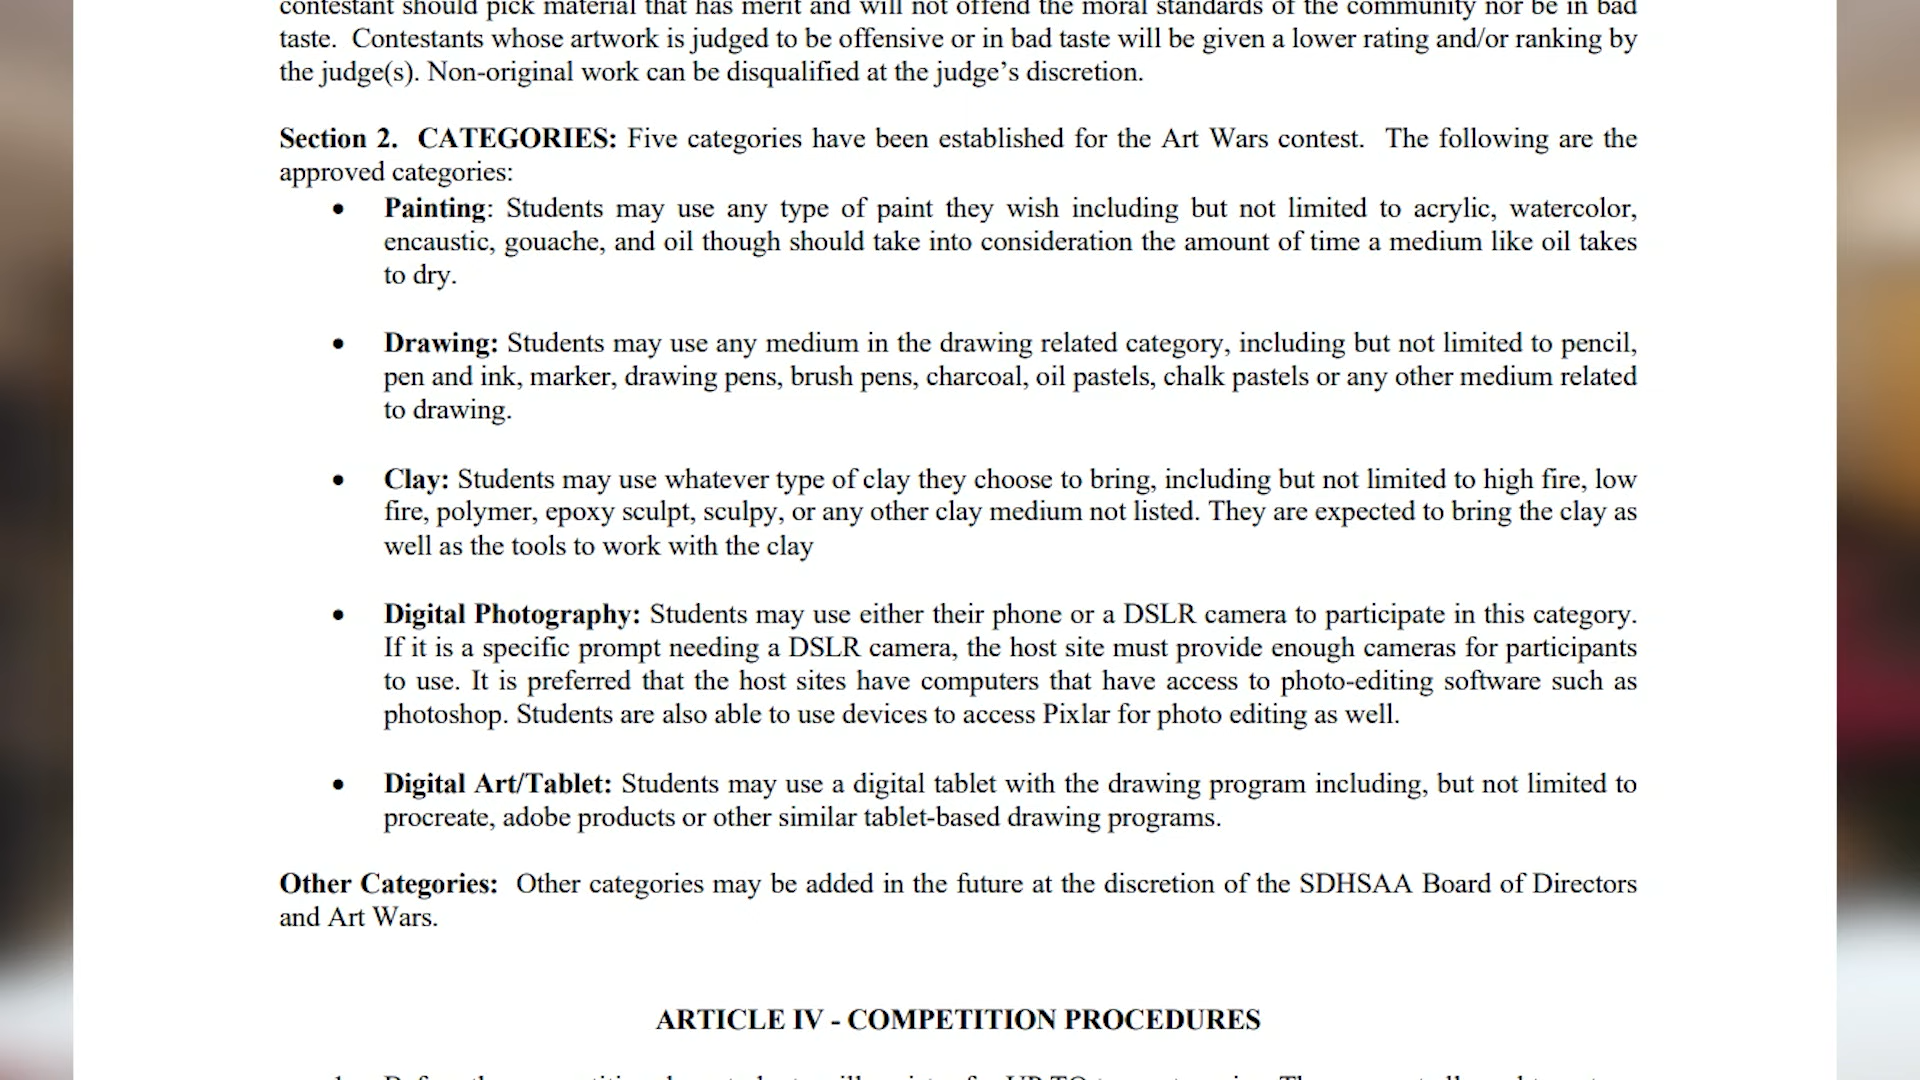 contestant should pick material that has merit and will not offend the moral standards of the community nor be in bad
taste.  Contestants whose artwork is judged to be offensive or in bad taste will be given a lower rating and/or ranking by
the judge(s). Non-original work can be disqualified at the judge’s discretion.
Section 2.  CATEGORIES: Five categories have been established for the Art Wars contest.  The following are the
approved categories:
• Painting: Students may use any type of paint they wish including but not limited to acrylic, watercolor,
encaustic, gouache, and oil though should take into consideration the amount of time a medium like oil takes
to dry.
• Drawing: Students may use any medium in the drawing related category, including but not limited to pencil,
pen and ink, marker, drawing pens, brush pens, charcoal, oil pastels, chalk pastels or any other medium related
to drawing.
• Clay: Students may use whatever type of clay they choose to bring, including but not limited to high fire, low
fire, polymer, epoxy sculpt, sculpy, or any other clay medium not listed. They are expected to bring the clay as
well as the tools to work with the clay
• Digital Photography: Students may use either their phone or a DSLR camera to participate in this category.
If it is a specific prompt needing a DSLR camera, the host site must provide enough cameras for participants
to use. It is preferred that the host sites have computers that have access to photo-editing software such as
photoshop. Students are also able to use devices to access Pixlar for photo editing as well.
• Digital Art/Tablet: Students may use a digital tablet with the drawing program including, but not limited to
procreate, adobe products or other similar tablet-based drawing programs.
Other Categories:  Other categories may be added in the future at the discretion of the SDHSAA Board of Directors
and Art Wars.
ARTICLE IV - COMPETITION PROCEDURES